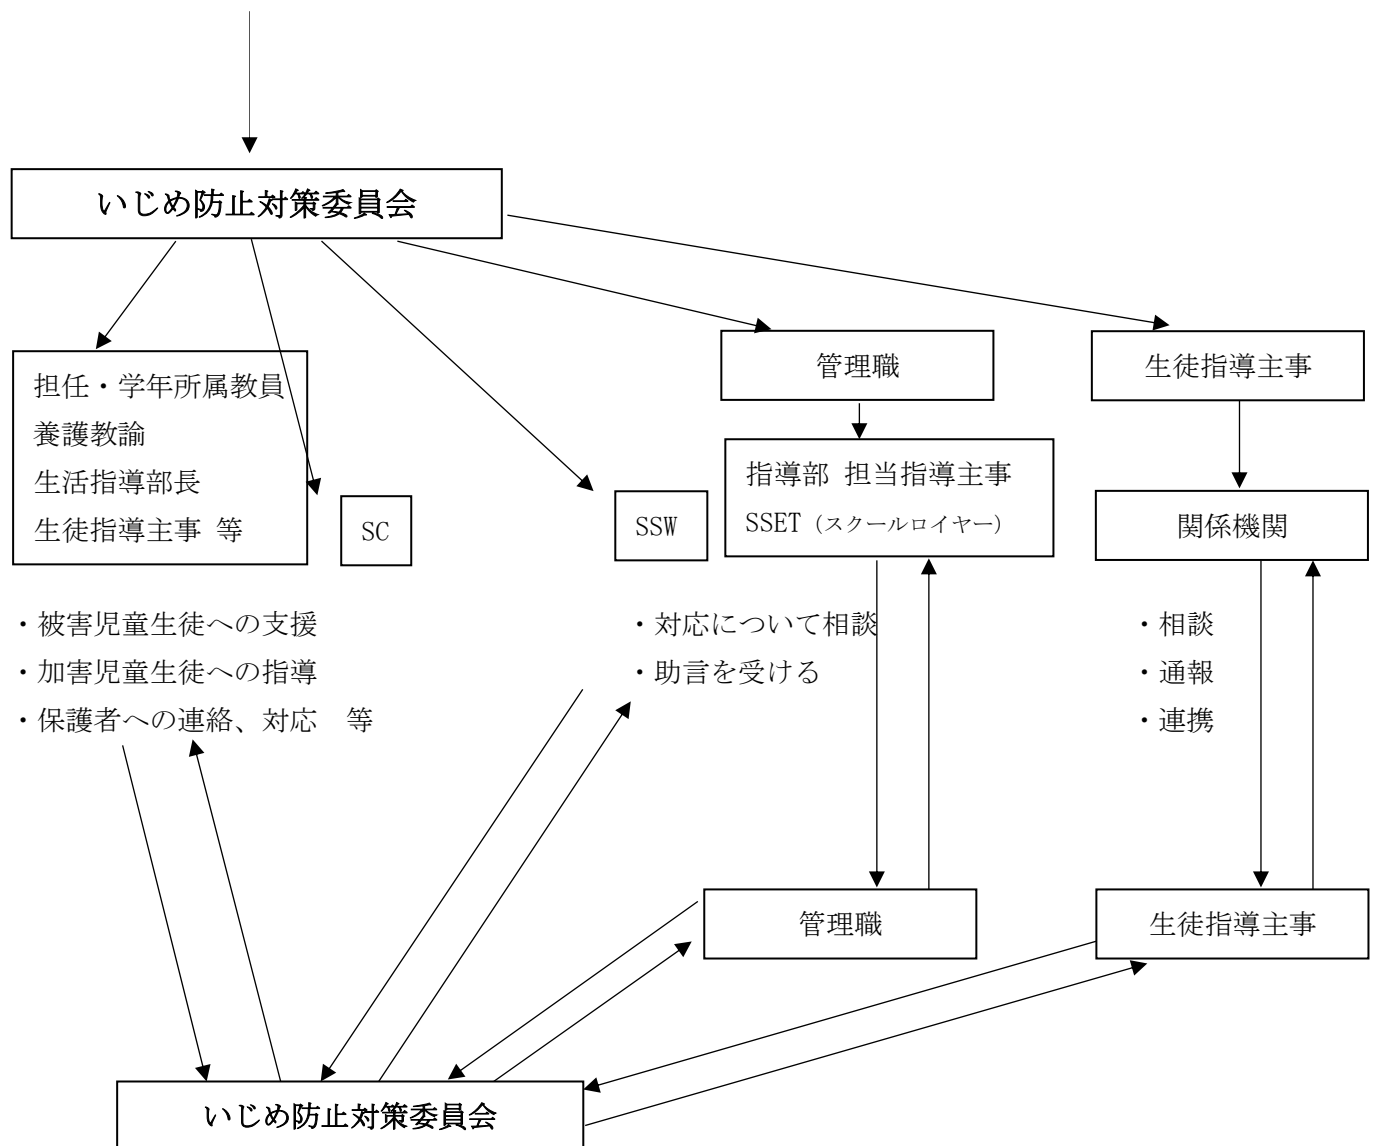 いじめ防止対策委員会
管理職
生徒指導主事
担任・学年所属教員
養護教諭
生活指導部長
生徒指導主事 等
SC
SSW
指導部 担当指導主事
SSET（スクールロイヤー）
関係機関
・被害児童生徒への支援
・加害児童生徒への指導
・保護者への連絡、対応　等
・対応について相談
・助言を受ける
・相談
・通報
・連携
管理職
生徒指導主事
いじめ防止対策委員会